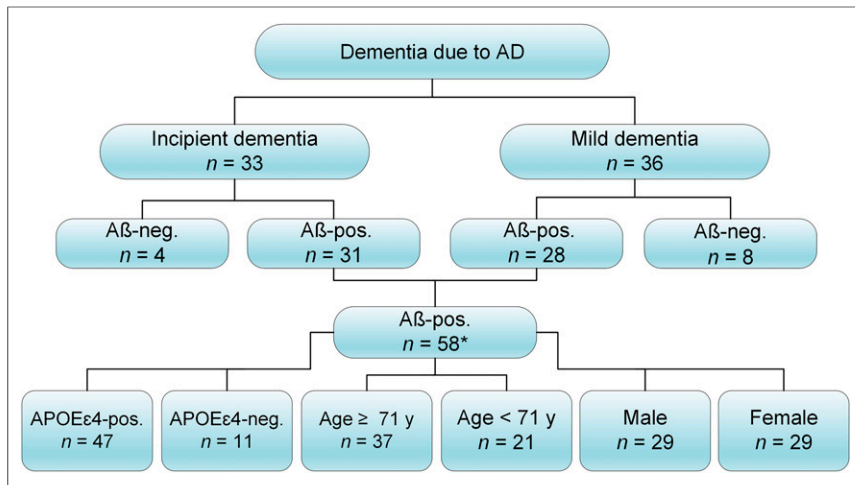 Dementia due to AD
Incipient dementia
n = 33
Mild dementia
n = 36
Aß-neg.
n = 4
Aß-pos.
n = 31
Aß-pos.
n = 28
Aß-neg.
n = 8
Aß-pos.
n = 58*
APOEε4-pos.
n = 47
APOEε4-neg.
n = 11
Age ≥ 71 y
n = 37
Age < 71 y
n = 21
Male
n = 29
Female
n = 29